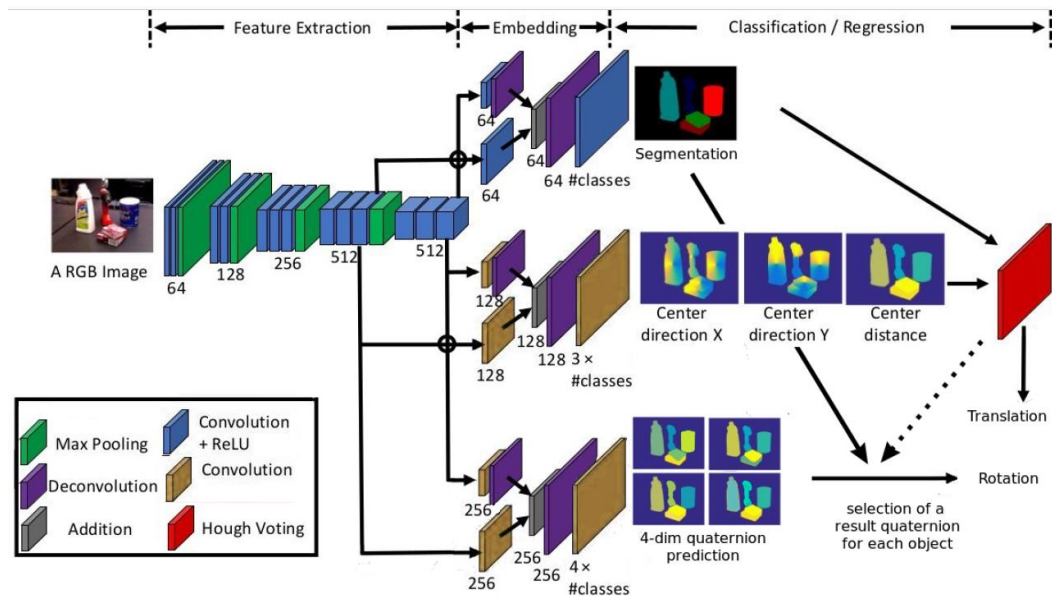 Feature Extraction
Embedding
Classification / Regression
A RGB Image
64
128
256
512
512
64
64
64
64
#classes
Segmentation
128
128
128
128
3 ×
#classes
Center
direction X
Center
direction Y
Center
distance
Translation
256
256
256
256
4×
#classes
4-dim quaternion
prediction
selection of a
result quaternion
for each object
Rotation
Max Pooling
Convolution
+ ReLU
Deconvolution
Convolution
Addition
Hough Voting